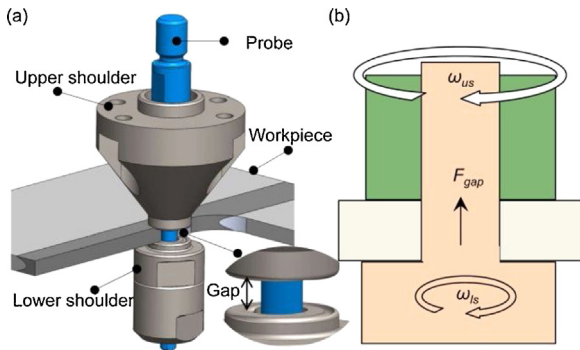 (a)
Probe
Upper shoulder
Workpiece
Lower shoulder
Gap
(b)
ωus
Fgap
ωls